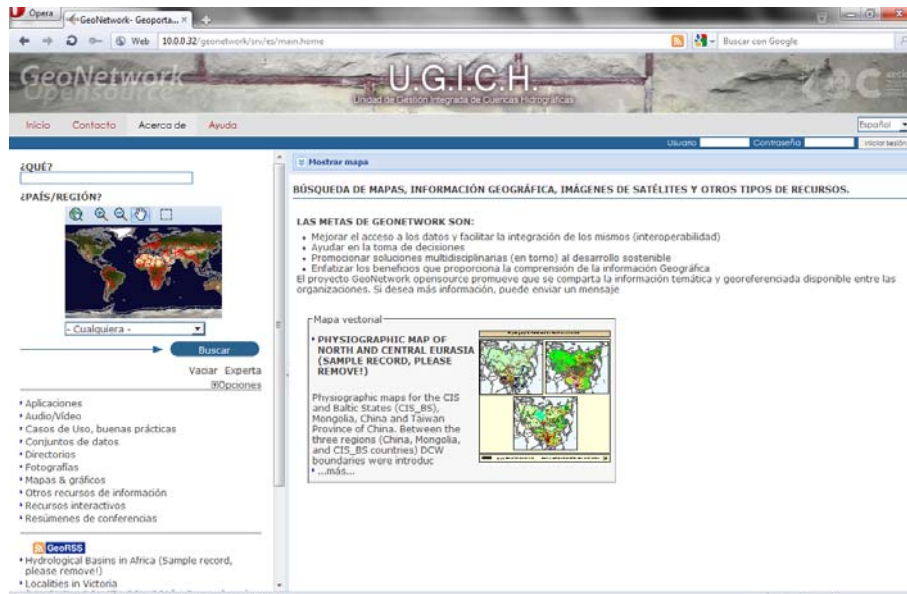 Opera
GeoNetwork- Geoporta... ×
Web 10.0.0.32/geonetwork/srv/es/main.home
Buscar con Google
GeoNetwork
Opensource
U.G.I.C.H.
Unidad de Gestión Integrada de Cuencas Hidrográficas
Inicio Contacto Acerca de Ayuda
Español
Usuario Contraseña Iniciar sesión
¿QUÉ?
¿PAÍS/REGIÓN?
- Cualquiera -
Buscar
Vaciar Experta
Opciones
Aplicaciones
Audio/Vídeo
Casos de Uso, buenas prácticas
Conjuntos de datos
Directorios
Fotografías
Mapas & gráficos
Otros recursos de información
Recursos interactivos
Resúmenes de conferencias
GeoRSS
Hydrological Basins in Africa (Sample record,
please remove!)
Localities in Victoria
Mostrar mapa
BÚSQUEDA DE MAPAS, INFORMACIÓN GEOGRÁFICA, IMÁGENES DE SATÉLITES Y OTROS TIPOS DE RECURSOS.
LAS METAS DE GEONETWORK SON:
Mejorar el acceso a los datos y facilitar la integración de los mismos (interoperabilidad)
Ayudar en la toma de decisiones
Promocionar soluciones multidisciplinarias (en torno) al desarrollo sostenible
Enfatizar los beneficios que proporciona la comprensión de la información Geográfica
El proyecto GeoNetwork opensource promueve que se comparta la información temática y georeferenciada disponible entre las
organizaciones. Si desea más información, puede enviar un mensaje
Mapa vectorial
PHYSIOGRAPHIC MAP OF
NORTH AND CENTRAL EURASIA
(SAMPLE RECORD, PLEASE
REMOVE!)
Physiographic maps for the CIS
and Baltic States (CIS_BS),
Mongolia, China and Taiwan
Province of China. Between the
three regions (China, Mongolia,
and CIS_BS countries) DCW
boundaries were introduc
...más...